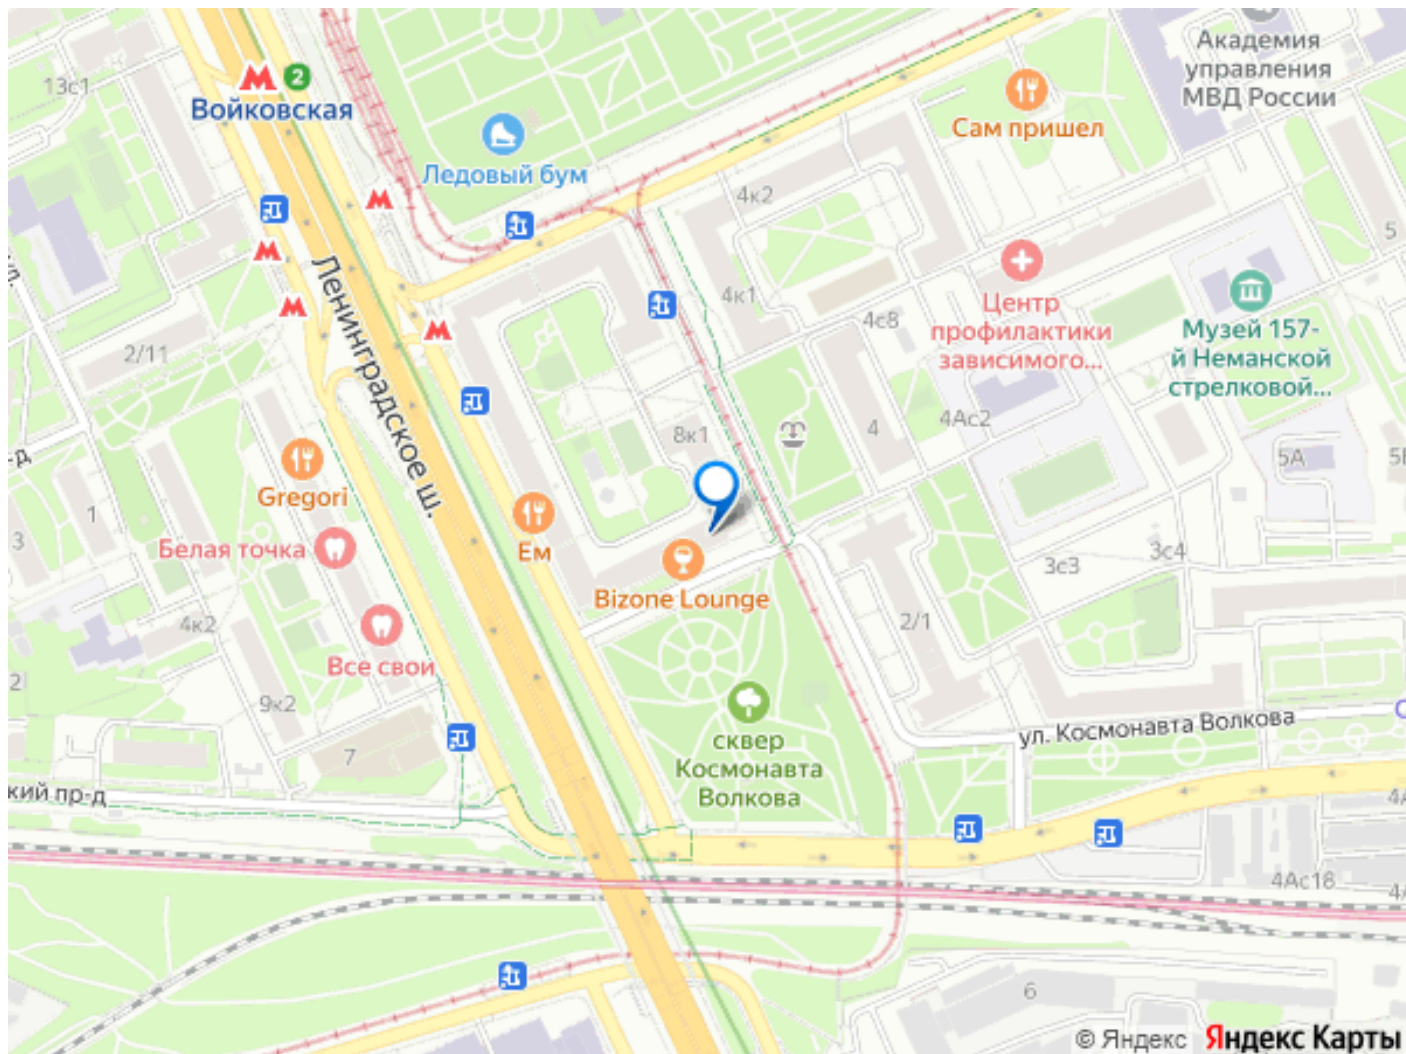 Академия
управления
МВД России
13с1
М 2
Войковская
Сам пришел
Ледовый бум
М
4к2
5
М
4к1
Центр
профилактики
зависимого...
Музей 157-
й Неманской
стрелковой...
4с8
М
М
2/11
Ленинградское ш.
8к1
4
4Ас2
5А
Gregori
1
Ем
3
Белая точка
Bizone Lounge
3с3
3с4
4к2
2/1
Все свои
2
9к2
7
сквер
Космонавта
Волкова
ул. Космонавта Волкова
кий пр-д
4Ас16
6
© Яндекс Яндекс Карты